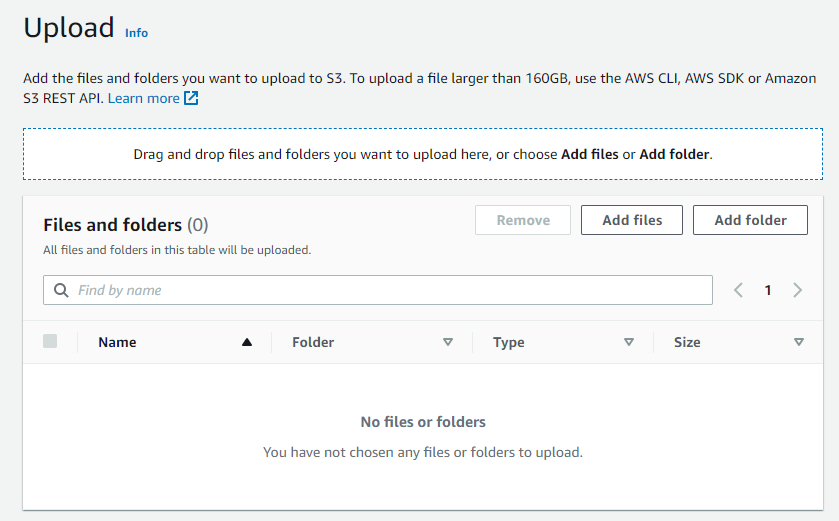 Upload Info
Add the files and folders you want to upload to S3. To upload a file larger than 160GB, use the AWS CLI, AWS SDK or Amazon
S3 REST API. Learn more
Drag and drop files and folders you want to upload here, or choose Add files or Add folder.
Files and folders (0)
Remove
Add files
Add folder
All files and folders in this table will be uploaded.
Find by name
1
Name
Folder
Type
Size
No files or folders
You have not chosen any files or folders to upload.